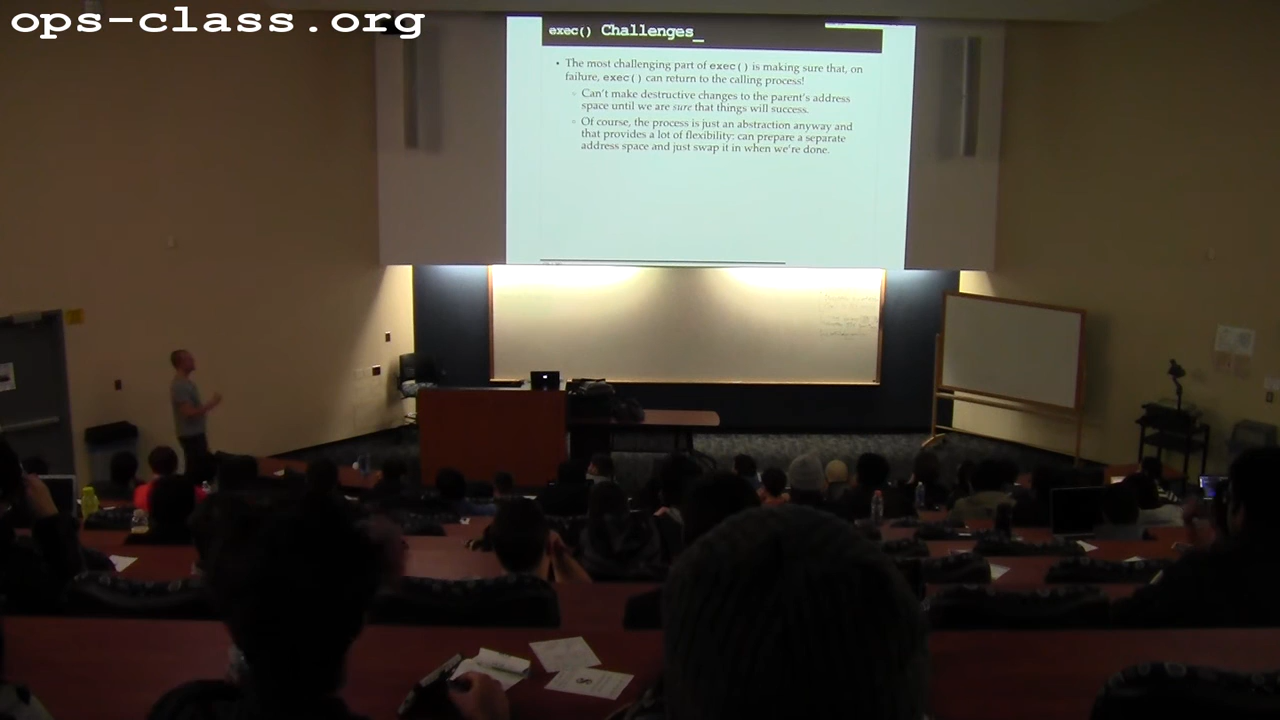 ops-class.org
exec() Challenges_
• The most challenging part of exec() is making sure that, on
failure, exec() can return to the calling process!
Can't make destructive changes to the parent's address
space until we are sure that things will success.
Of course, the process is just an abstraction anyway and
that provides a lot of flexibility: can prepare a separate
address space and just swap it in when we're done.